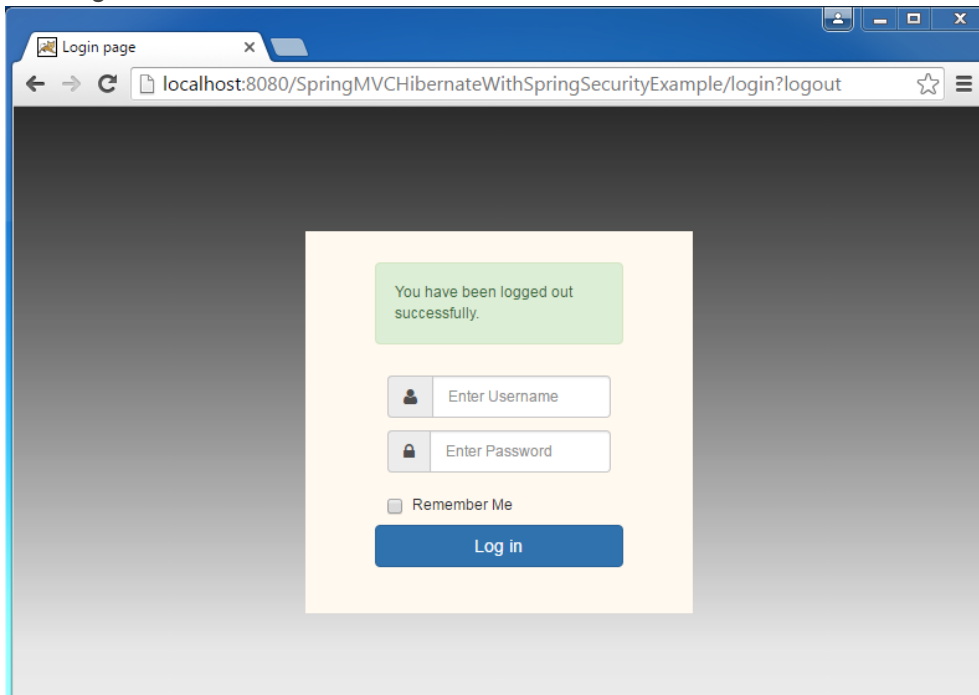 Login page
localhost:8080/SpringMVCHibernateWithSpringSecurityExample/login?logout
You have been logged out
successfully.
Enter Username
Enter Password
Remember Me
Log in